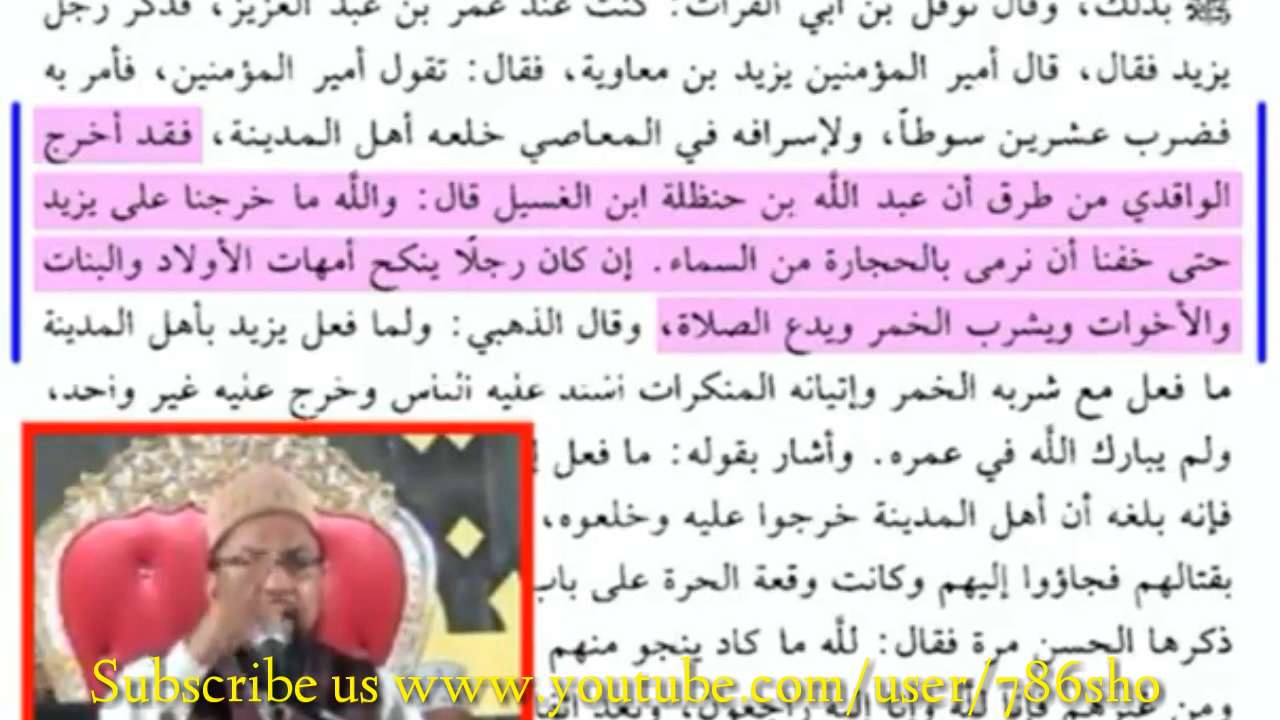 ﷺ بذلك، وقال نوفل بن أبي الفرات: كنت عند عمر بن عبد العزيز، فذكر رجل
يزيد فقال، قال أمير المؤمنين يزيد بن معاوية، فقال: تقول أمير المؤمنين، فأمر به
فضرب عشرين سوطاً، ولإسرافه في المعاصي خلعه أهل المدينة، فقد أخرج
الواقدي من طرق أن عبد الله بن حنظلة ابن الغسيل قال: والله ما خرجنا على يزيد
حتى خفنا أن نرمى بالحجارة من السماء. إن كان رجلًا ينكح أمهات الأولاد والبنات
والأخوات ويشرب الخمر ويدع الصلاة، وقال الذهبي: ولما فعل يزيد بأهل المدينة
ما فعل مع شربه الخمر وإتيانه المنكرات اشتد عليه الناس وخرج عليه غير واحد،
ولم يبارك الله في عمره. وأشار بقوله: ما فعل
فإنه بلغه أن أهل المدينة خرجوا عليه وخلعوه،
بقتالهم فجاؤوا إليهم وكانت وقعة الحرة على باب
ذكرها الحسن مرة فقال: لله ما كاد ينجو منهم
Subscribe us www.youtube.com/user/786sho